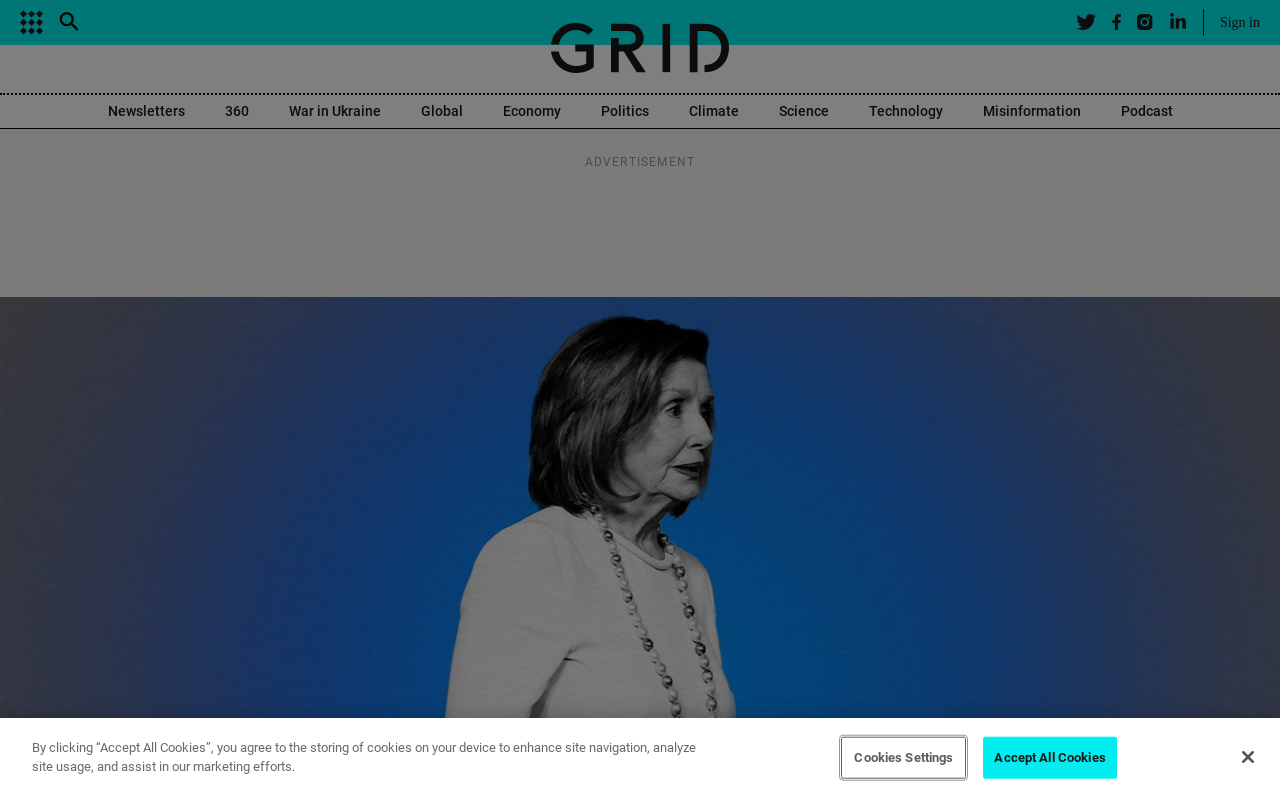 GRID
Sign in
Newsletters 360 War in Ukraine Global Economy Politics Climate Science Technology Misinformation Podcast
ADVERTISEMENT
By clicking “Accept All Cookies”, you agree to the storing of cookies on your device to enhance site navigation, analyze
site usage, and assist in our marketing efforts.
Cookies Settings
Accept All Cookies